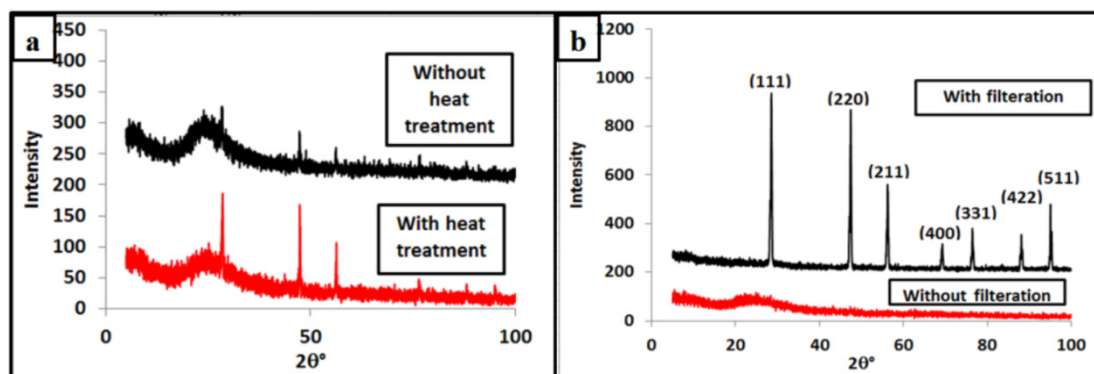 a
450
400
350
300
250
200
150
100
50
0
Intensity
Without
heat
treatment
With heat
treatment
0
50
100
2θ°
b
1200
1000
800
600
400
200
0
Intensity
(111)
(220)
(211)
(400)
(331)
(422)
(511)
With filteration
Without filteration
0
20
40
60
80
100
2θ°